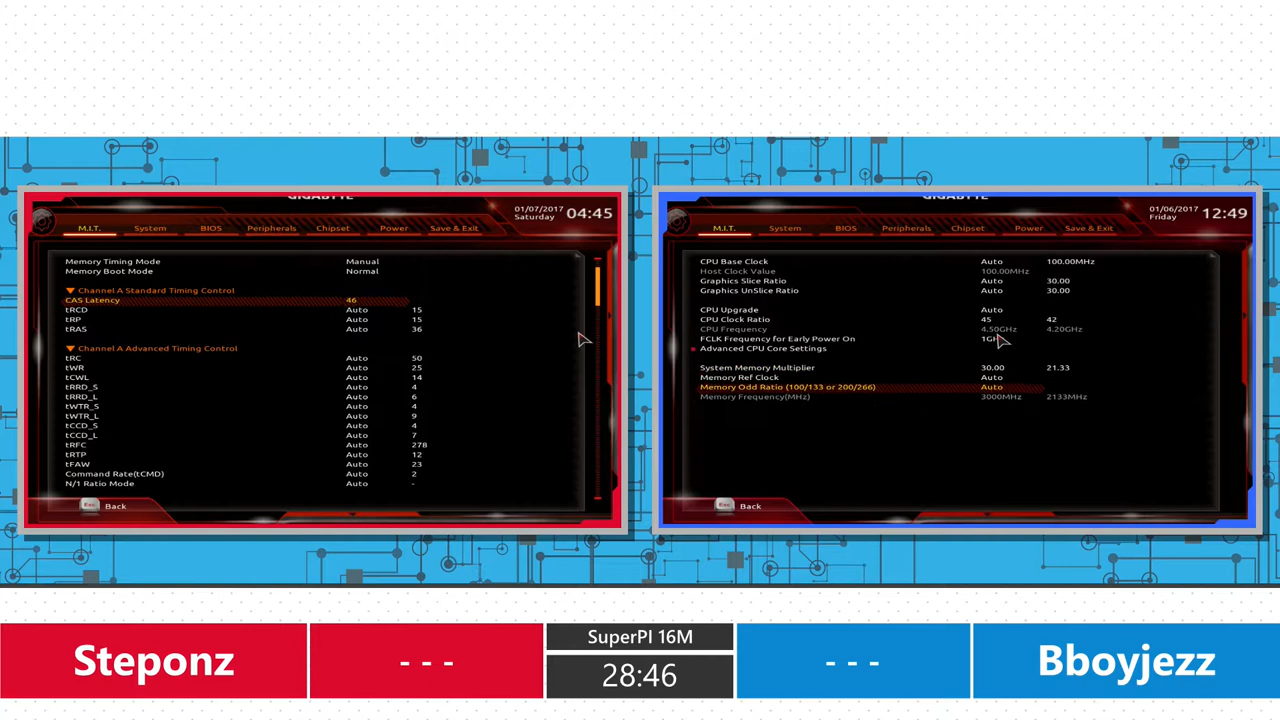 GIGABYTE
01/07/2017
Saturday
04:45
M.I.T. System BIOS Peripherals Chipset Power Save & Exit
Memory Timing Mode Manual
Memory Boot Mode Normal
▼ Channel A Standard Timing Control
CAS Latency 46
tRCD Auto 15
tRP Auto 15
tRAS Auto 36
▼ Channel A Advanced Timing Control
tRC Auto 50
tWR Auto 25
tCWL Auto 14
tRRD_S Auto 4
tRRD_L Auto 6
tWTR_S Auto 4
tWTR_L Auto 9
tCCD_S Auto 4
tCCD_L Auto 7
tRFC Auto 278
tRTP Auto 12
tFAW Auto 23
Command Rate(tCMD) Auto 2
N/1 Ratio Mode Auto -
Esc Back
GIGABYTE
01/06/2017
Friday
12:49
M.I.T. System BIOS Peripherals Chipset Power Save & Exit
CPU Base Clock Auto 100.00MHz
Host Clock Value 100.00MHz
Graphics Slice Ratio Auto 30.00
Graphics UnSlice Ratio Auto 30.00
CPU Upgrade Auto
CPU Clock Ratio 45 42
CPU Frequency 4.50GHz 4.20GHz
FCLK Frequency for Early Power On
Advanced CPU Core Settings
System Memory Multiplier 30.00 21.33
Memory Ref Clock Auto
Memory Odd Ratio (100/133 or 200/266) Auto
Memory Frequency(MHz) 3000MHz 2133MHz
Esc Back
Steponz
- - -
SuperPI 16M
28:46
- - -
Bboyjezz